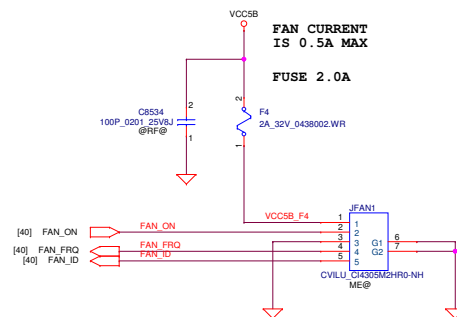 VCC5B
FAN CURRENT
IS 0.5A MAX
FUSE 2.0A
C8534
100P_0201_25V8J
@RF@
2
1
2
1
F4
2A_32V_0438002.WR
JFAN1
VCC5B_F4
1
2
3
4
5
1
2
3
4
5
G1
G2
6
7
[40] FAN_ON
FAN_ON
[40] FAN_FRQ
FAN_FRQ
[40] FAN_ID
FAN_ID
CVILU_CI4305M2HR0-NH
ME@